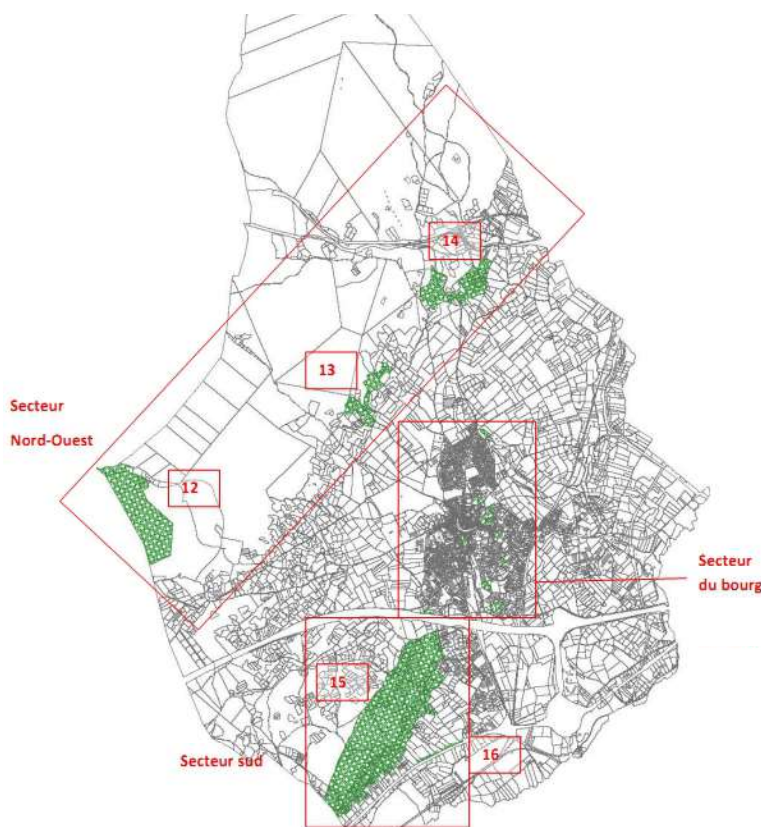 14
13
Secteur
Nord-Ouest
12
Secteur
du bourg
15
Secteur sud
16